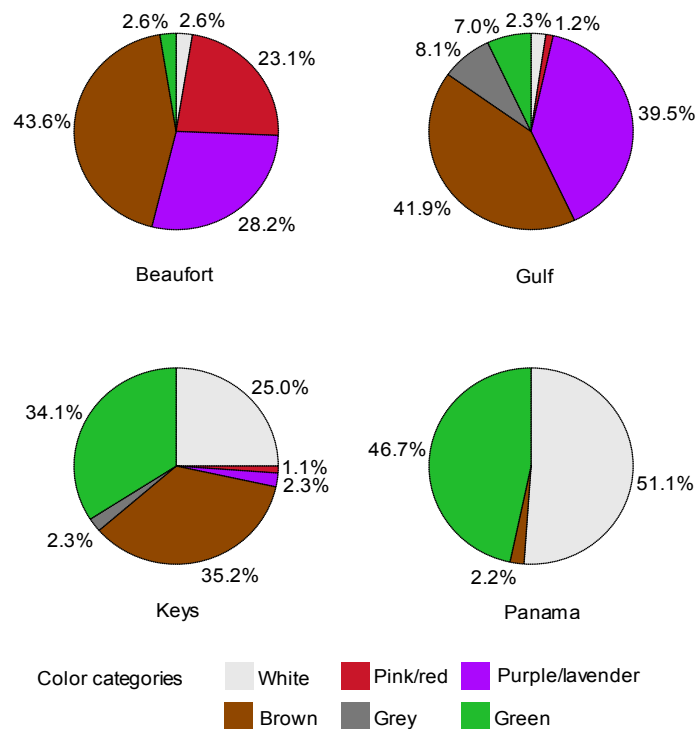 2.6% 2.6%
23.1%
43.6%
28.2%
Beaufort
7.0% 2.3% 1.2%
8.1%
39.5%
41.9%
Gulf
25.0%
34.1%
1.1%
2.3%
2.3%
35.2%
Keys
46.7%
51.1%
2.2%
Panama
Color categories White Pink/red Purple/lavender
Brown Grey Green